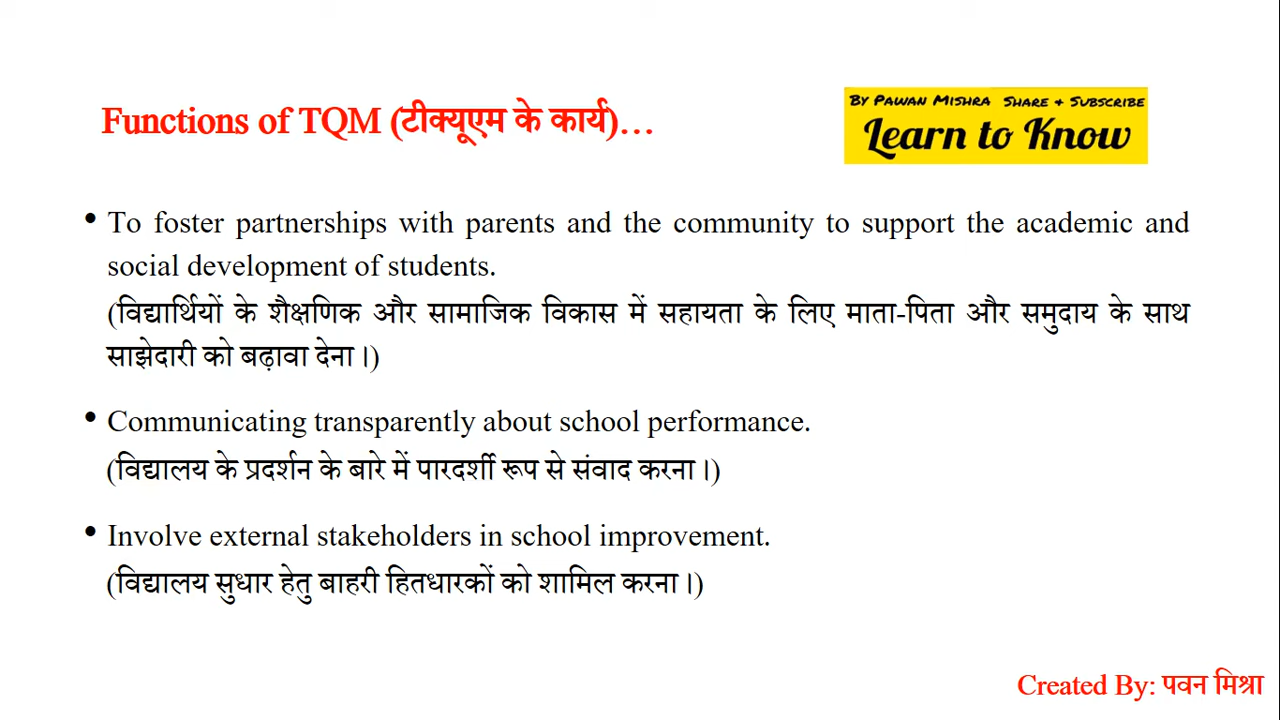 Functions of TQM (टीक्यूएम के कार्य)...
BY PAWAN MISHRA SHARE & SUBSCRIBE
Learn to Know
• To foster partnerships with parents and the community to support the academic and
social development of students.
(विद्यार्थियों के शैक्षणिक और सामाजिक विकास में सहायता के लिए माता-पिता और समुदाय के साथ
साझेदारी को बढ़ावा देना।)
• Communicating transparently about school performance.
(विद्यालय के प्रदर्शन के बारे में पारदर्शी रूप से संवाद करना।)
• Involve external stakeholders in school improvement.
(विद्यालय सुधार हेतु बाहरी हितधारकों को शामिल करना।)
Created By: पवन मिश्रा